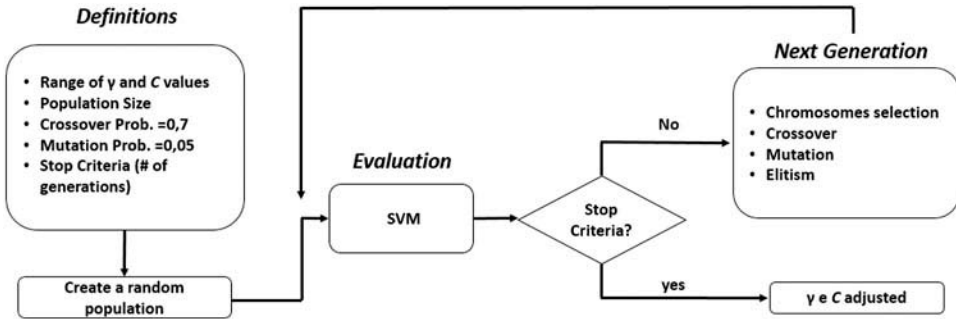 Definitions
• Range of γ and C values
• Population Size
• Crossover Prob. =0,7
• Mutation Prob. =0,05
• Stop Criteria (# of
generations)
Create a random
population
Evaluation
SVM
Stop
Criteria?
No
yes
Next Generation
• Chromosomes selection
• Crossover
• Mutation
• Elitism
γ e C adjusted